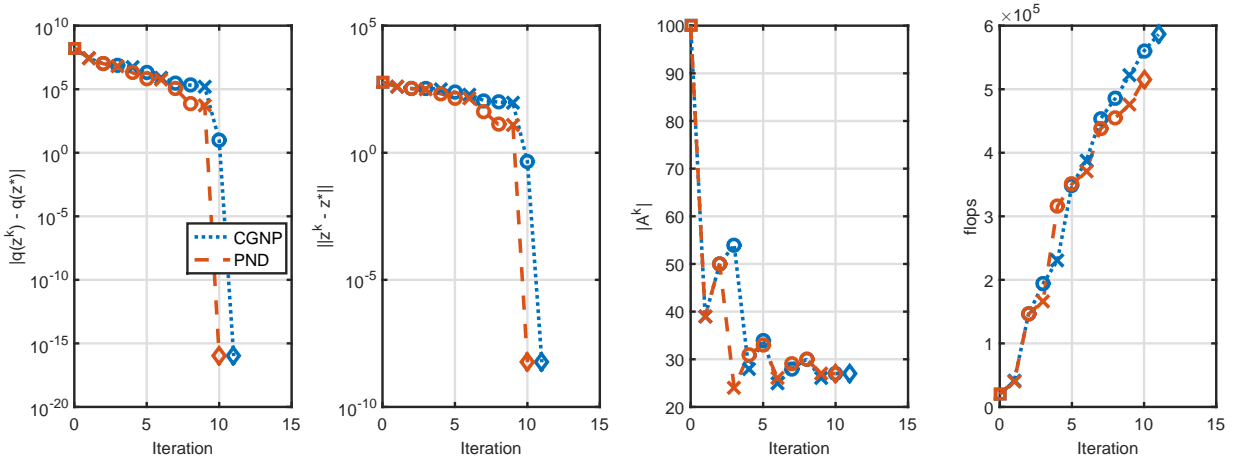 10^10
10^5
10^0
10^-5
10^-10
10^-15
10^-20
|q(z^k) - q(z*)|
0 5 10 15
Iteration
CGNP
PND
10^5
10^0
10^-5
10^-10
||z^k - z*||
0 5 10 15
Iteration
100
90
80
70
60
50
40
30
20
|A^k|
0 5 10 15
Iteration
×10^5
6
5
4
3
2
1
0
flops
0 5 10 15
Iteration